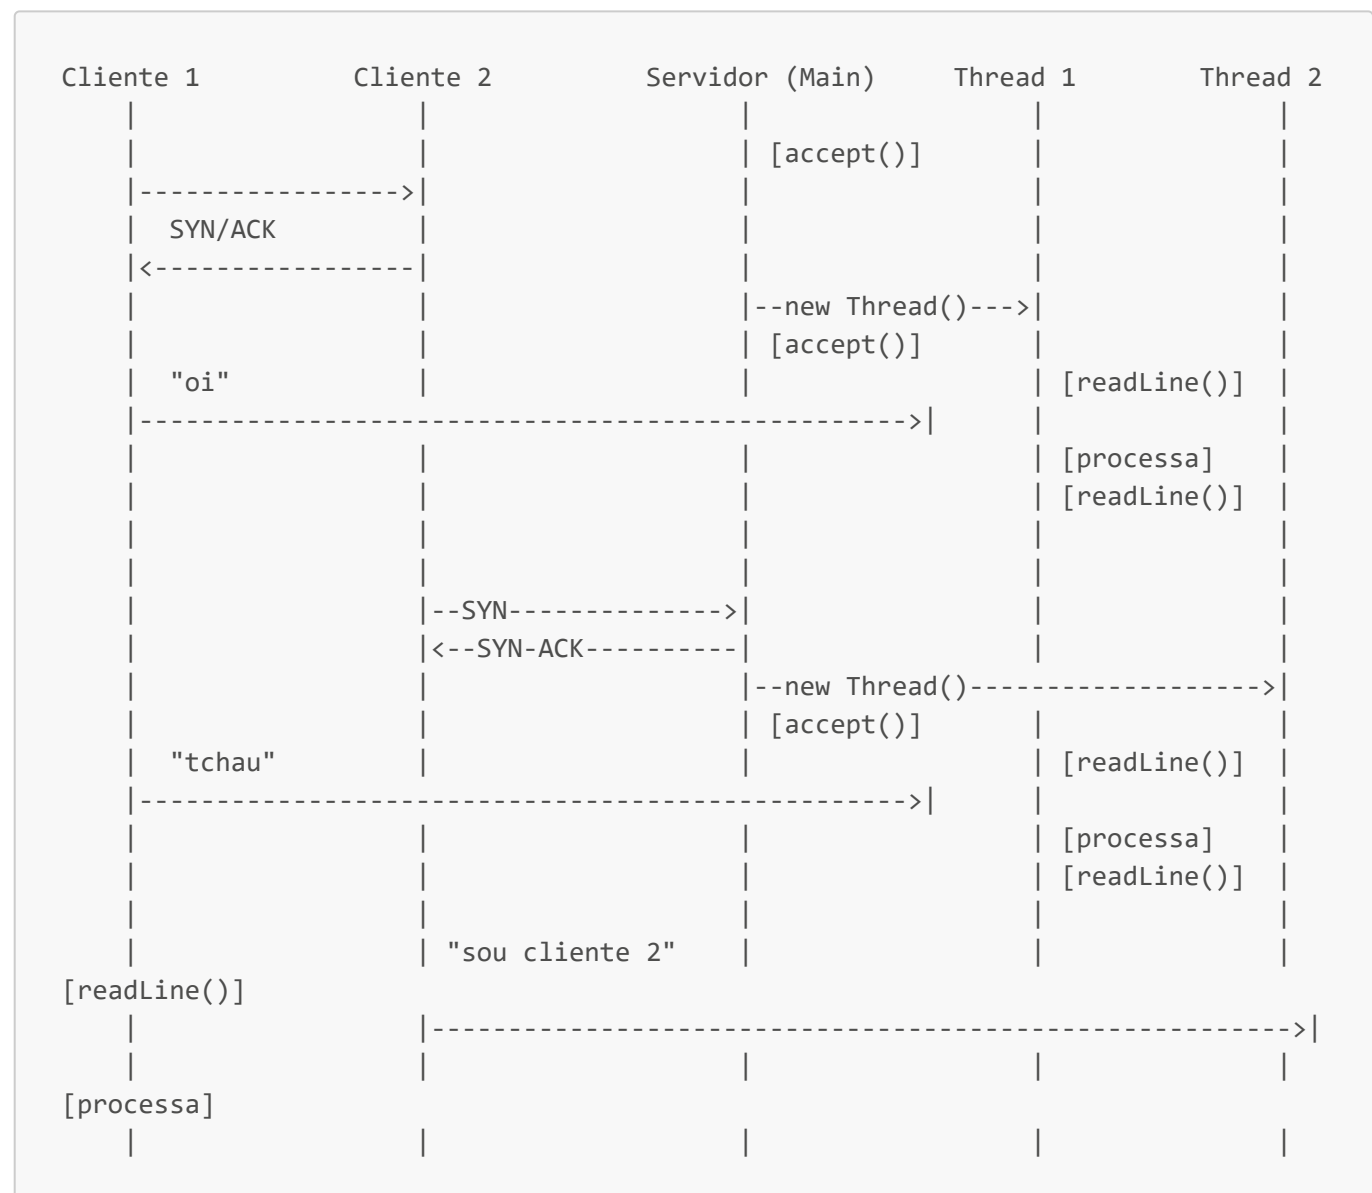 Cliente 1          Cliente 2          Servidor (Main)     Thread 1        Thread 2
    |                  |                    |                  |               |
    |                  |                    | [accept()]       |               |
    |----------------->|                    |                  |               |
    |  SYN/ACK         |                    |                  |               |
    |<-----------------|                    |                  |               |
    |                  |                    |--new Thread()--->|               |
    |                  |                    | [accept()]       |               |
    |  "oi"            |                    |                  | [readLine()]  |
    |-------------------------------------------------->|      |               |
    |                  |                    |                  | [processa]    |
    |                  |                    |                  | [readLine()]  |
    |                  |                    |                  |               |
    |                  |                    |                  |               |
    |                  |--SYN-------------->|                  |               |
    |                  |<--SYN-ACK----------|                  |               |
    |                  |                    |--new Thread()------------------->|
    |                  |                    | [accept()]       |               |
    |  "tchau"         |                    |                  | [readLine()]  |
    |-------------------------------------------------->|      |               |
    |                  |                    |                  | [processa]    |
    |                  |                    |                  | [readLine()]  |
    |                  |                    |                  |               |
    |                  | "sou cliente 2"    |                  |               |
[readLine()]
    |                  |-------------------------------------------------------->|
    |                  |                    |                  |               |
[processa]
    |                  |                    |                  |               |